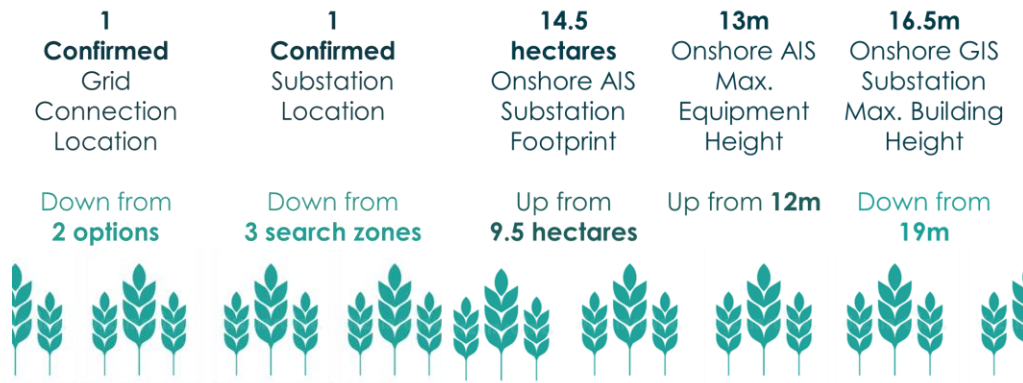 1
Confirmed
Grid
Connection
Location
Down from
2 options
1
Confirmed
Substation
Location
Down from
3 search zones
14.5
hectares
Onshore AIS
Substation
Footprint
Up from
9.5 hectares
13m
Onshore AIS
Max.
Equipment
Height
Up from 12m
16.5m
Onshore GIS
Substation
Max. Building
Height
Down from
19m